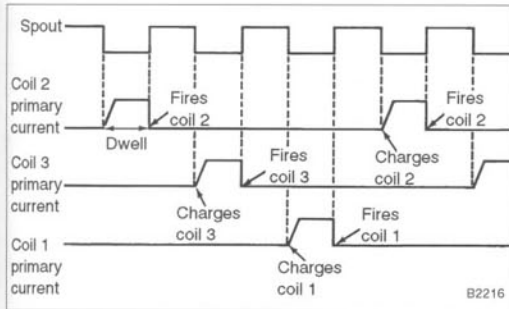 Spout
Coil 2
primary
current
Fires
coil 2
Dwell
Charges
coil 2
Fires
coil 2
Coil 3
primary
current
Charges
coil 3
Fires
coil 3
Coil 1
primary
current
Charges
coil 1
Fires
coil 1
B2216